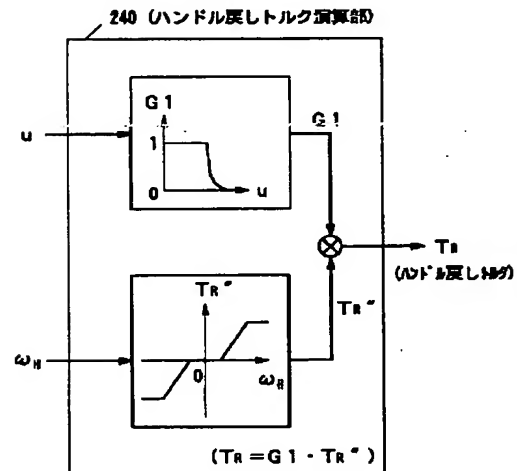 240 (ハンドル戻しトルク演算部)
G1
1
0
u
u
G1
TR
(ハンドル戻しトルク)
TR"
TR"
0
ωH
ωH
(TR=G1・TR")